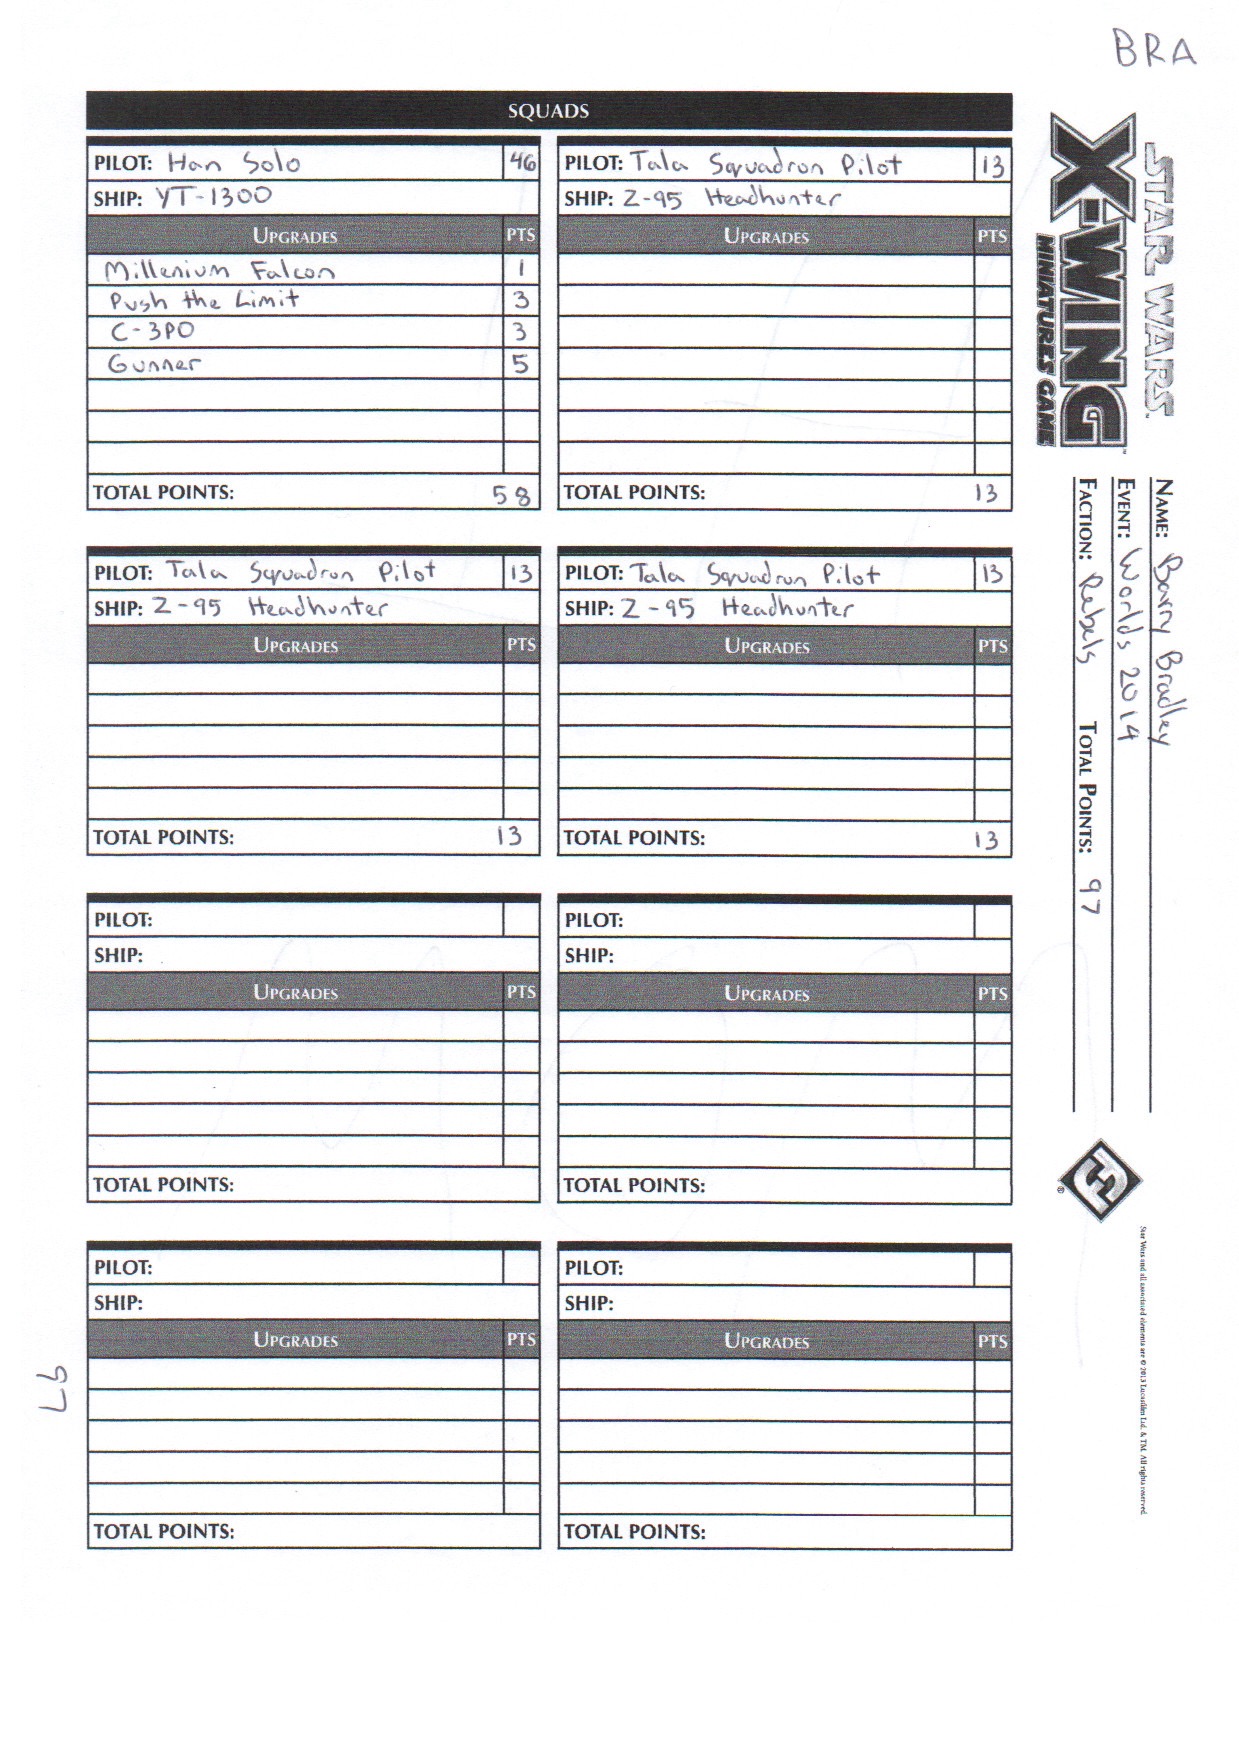 BRA
SQUADS
PILOT: Han Solo 46
SHIP: YT-1300
UPGRADES PTS
Millenium Falcon 1
Push the Limit 3
C-3PO 3
Gunner 5
TOTAL POINTS: 58
PILOT: Tala Squadron Pilot 13
SHIP: Z-95 Headhunter
UPGRADES PTS
TOTAL POINTS: 13
PILOT: Tala Squadron Pilot 13
SHIP: Z-95 Headhunter
UPGRADES PTS
TOTAL POINTS: 13
PILOT: Tala Squadron Pilot 13
SHIP: Z-95 Headhunter
UPGRADES PTS
TOTAL POINTS: 13
PILOT:
SHIP:
UPGRADES PTS
TOTAL POINTS:
PILOT:
SHIP:
UPGRADES PTS
TOTAL POINTS:
PILOT:
SHIP:
UPGRADES PTS
TOTAL POINTS:
PILOT:
SHIP:
UPGRADES PTS
TOTAL POINTS:
STAR WARS™
X-WING™
MINIATURES GAME
NAME: Barry Bradley
EVENT: Worlds 2014
FACTION: Rebels TOTAL POINTS: 97
®
Star Wars and all associated elements are © 2013 Lucasfilm Ltd. & TM. All rights reserved.
97